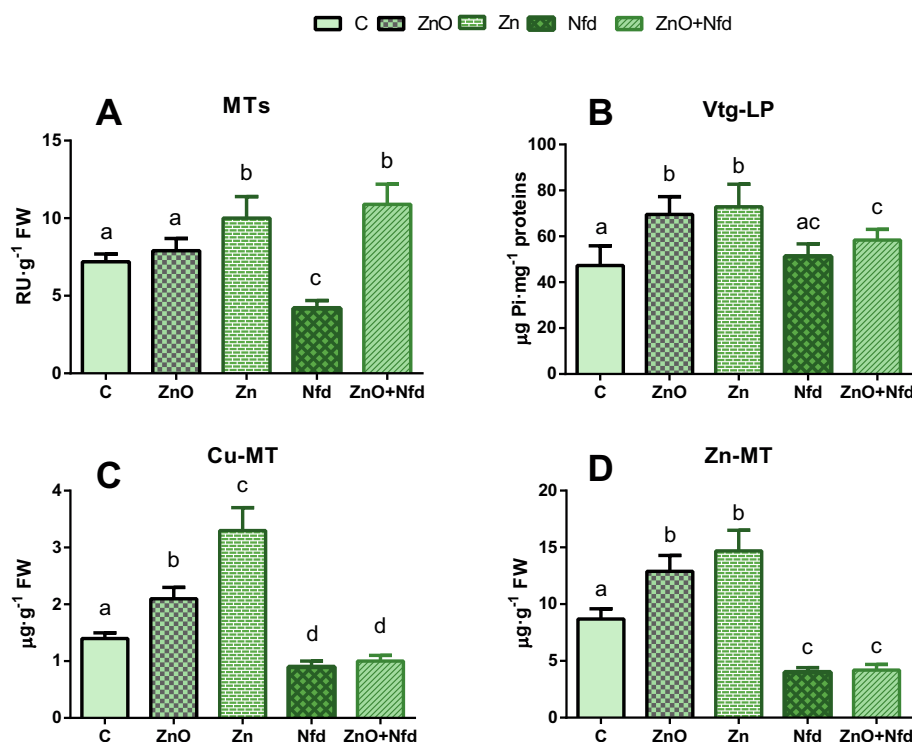 C ZnO Zn Nfd ZnO+Nfd
A MTs
RU·g⁻¹ FW
15
10
5
0
a a b c b
C ZnO Zn Nfd ZnO+Nfd
B Vtg-LP
µg Pi·mg⁻¹ proteins
100
80
60
40
20
0
a b b ac c
C ZnO Zn Nfd ZnO+Nfd
C Cu-MT
µg·g⁻¹ FW
4
3
2
1
0
a b c d d
C ZnO Zn Nfd ZnO+Nfd
D Zn-MT
µg·g⁻¹ FW
20
15
10
5
0
a b b c c
C ZnO Zn Nfd ZnO+Nfd